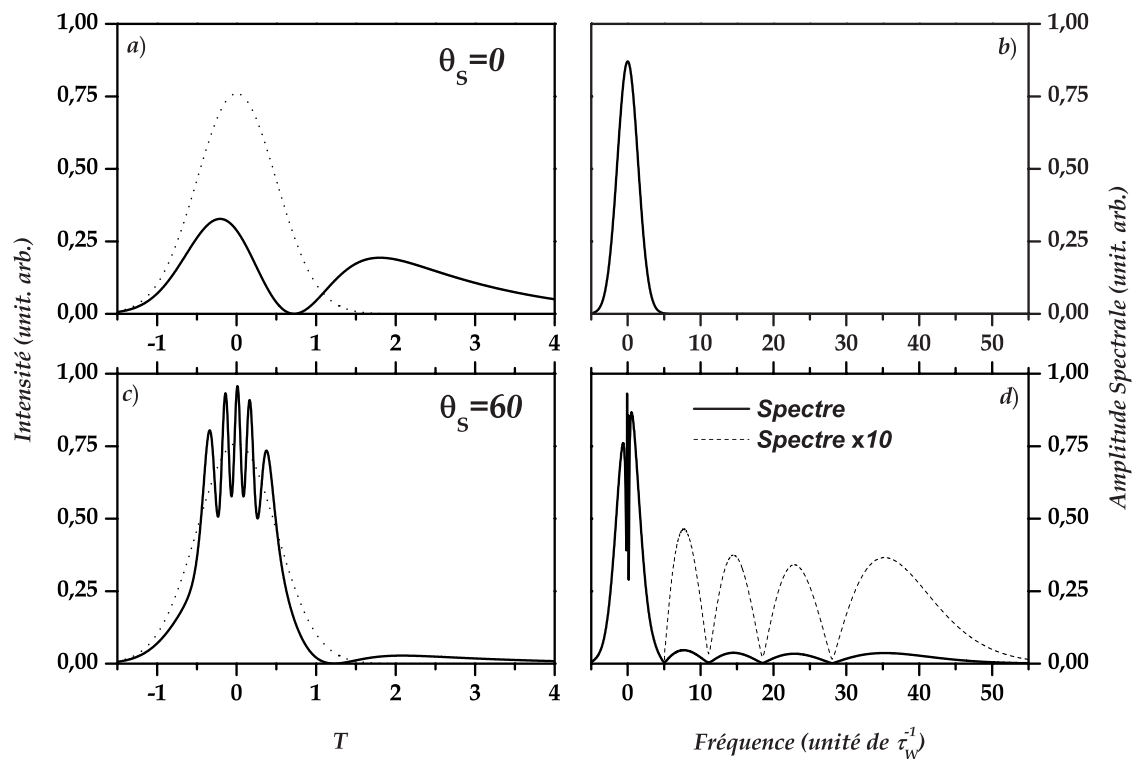 a)
θS=0
1,00
0,75
0,50
0,25
0,00
-1 0 1 2 3 4
b)
1,00
0,75
0,50
0,25
0,00
0 10 20 30 40 50
c)
θS=60
1,00
0,75
0,50
0,25
0,00
-1 0 1 2 3 4
T
d)
Spectre
Spectre x10
1,00
0,75
0,50
0,25
0,00
0 10 20 30 40 50
Fréquence (unité de τW-1)
Intensité (unit. arb.)
Amplitude Spectrale (unit. arb.)